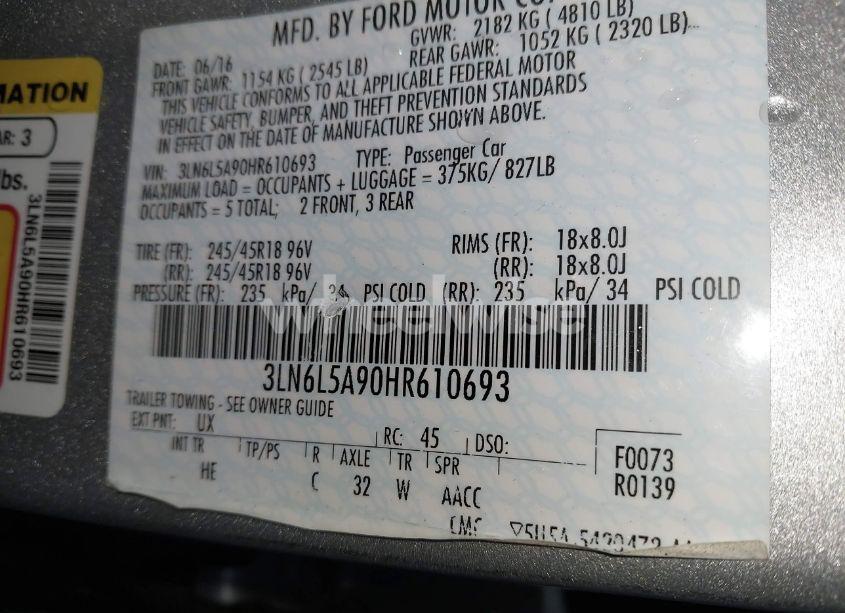 MATION
AR: 3
lbs.
3LN6L5A90HR610693
MFD. BY FORD MOTOR CO
DATE: 06/16 GVWR: 2182 KG ( 4810 LB)
FRONT GAWR: 1154 KG ( 2545 LB) REAR GAWR: 1052 KG ( 2320 LB)
THIS VEHICLE CONFORMS TO ALL APPLICABLE FEDERAL MOTOR
VEHICLE SAFETY, BUMPER, AND THEFT PREVENTION STANDARDS
IN EFFECT ON THE DATE OF MANUFACTURE SHOWN ABOVE.
VIN: 3LN6L5A90HR610693 TYPE: Passenger Car
MAXIMUM LOAD = OCCUPANTS + LUGGAGE = 375KG/ 827LB
OCCUPANTS = 5 TOTAL; 2 FRONT, 3 REAR
TIRE (FR): 245/45R18 96V RIMS (FR): 18x8.0J
(RR): 245/45R18 96V (RR): 18x8.0J
PRESSURE (FR): 235 kPa/ 34 PSI COLD (RR): 235 kPa/ 34 PSI COLD
wheelwise
3LN6L5A90HR610693
TRAILER TOWING - SEE OWNER GUIDE
EXT PNT: UX RC: 45 DSO:
INT TR TP/PS R AXLE TR SPR F0073
HE C 32 W AACC R0139